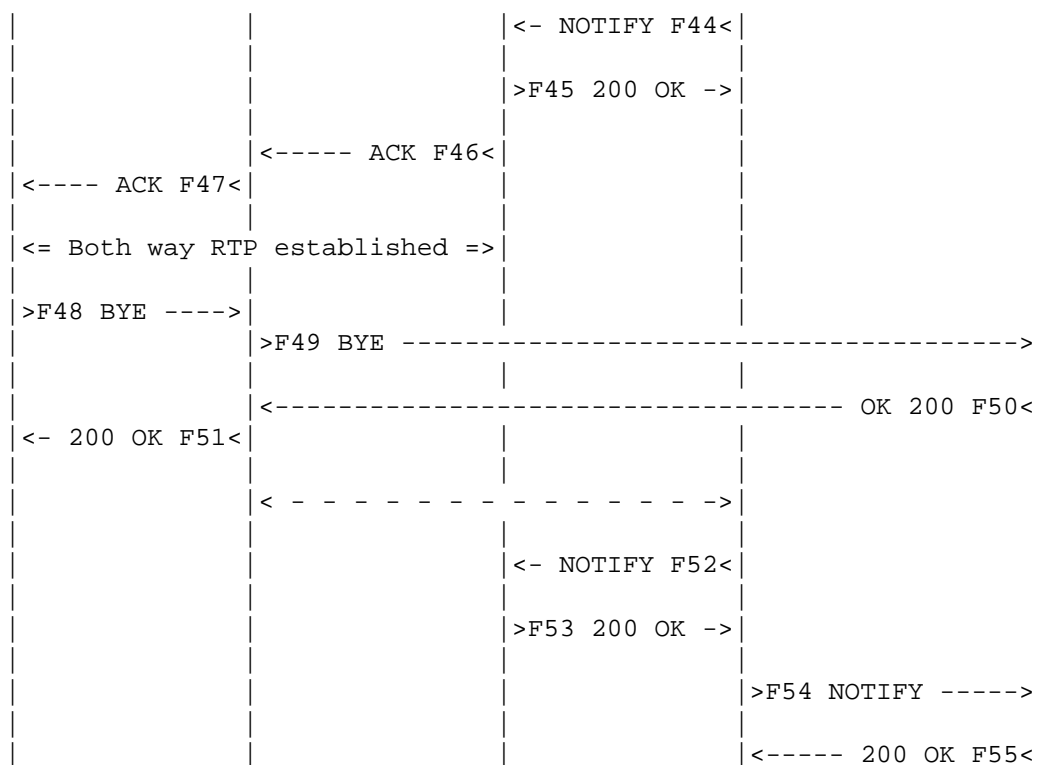 <- NOTIFY F44<
>F45 200 OK ->
<----- ACK F46<
<---- ACK F47<
<= Both way RTP established =>
>F48 BYE ---->
>F49 BYE --------------------------------------->
<------------------------------------ OK 200 F50<
<- 200 OK F51<
< - - - - - - - - - - - - - - ->
<- NOTIFY F52<
>F53 200 OK ->
>F54 NOTIFY ----->
<----- 200 OK F55<